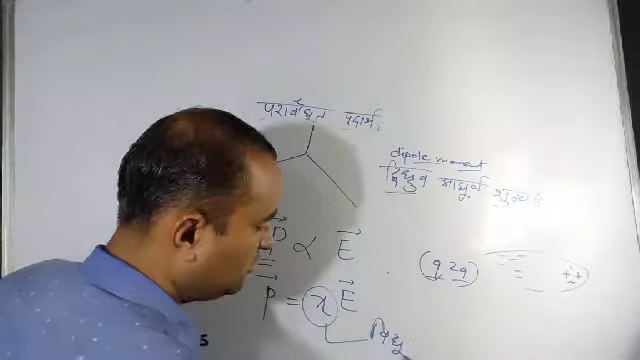 परावैद्युत पदार्थ
dipole moment
द्विध्रुव आघूर्ण शून्य
P ∝ E⃗
(q 2q)
P⃗ = χ E⃗